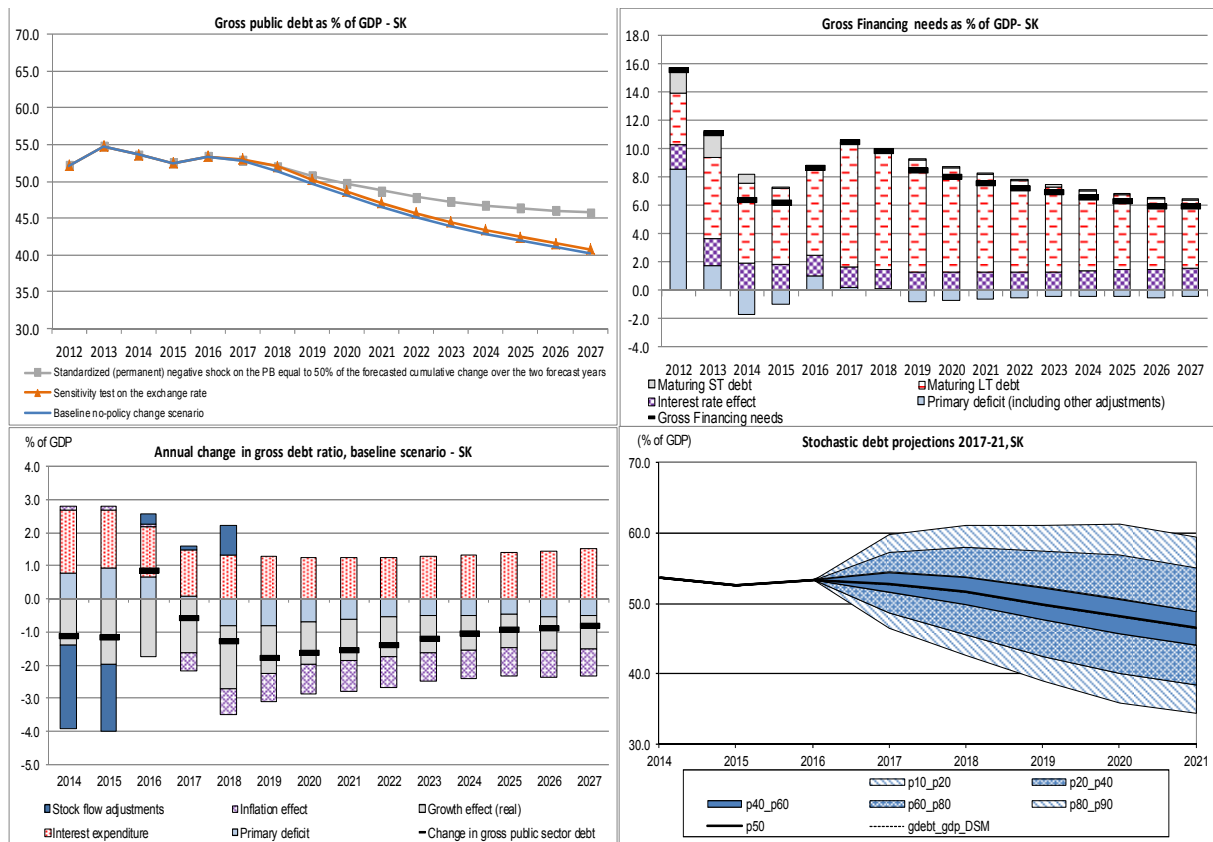 Gross public debt as % of GDP - SK
70.0
65.0
60.0
55.0
50.0
45.0
40.0
35.0
30.0
2012 2013 2014 2015 2016 2017 2018 2019 2020 2021 2022 2023 2024 2025 2026 2027
Standardized (permanent) negative shock on the PB equal to 50% of the forecasted cumulative change over the two forecast years
Sensitivity test on the exchange rate
Baseline no-policy change scenario
Gross Financing needs as % of GDP- SK
18.0
16.0
14.0
12.0
10.0
8.0
6.0
4.0
2.0
0.0
-2.0
-4.0
2012 2013 2014 2015 2016 2017 2018 2019 2020 2021 2022 2023 2024 2025 2026 2027
Maturing ST debt Maturing LT debt
Interest rate effect Primary deficit (including other adjustments)
Gross Financing needs
% of GDP
Annual change in gross debt ratio, baseline scenario - SK
4.0
3.0
2.0
1.0
0.0
-1.0
-2.0
-3.0
-4.0
-5.0
2014 2015 2016 2017 2018 2019 2020 2021 2022 2023 2024 2025 2026 2027
Stock flow adjustments Inflation effect Growth effect (real)
Interest expenditure Primary deficit Change in gross public sector debt
(% of GDP)
Stochastic debt projections 2017-21, SK
70.0
60.0
50.0
40.0
30.0
2014 2015 2016 2017 2018 2019 2020 2021
p10_p20 p20_p40
p40_p60 p60_p80 p80_p90
p50 gdebt_gdp_DSM